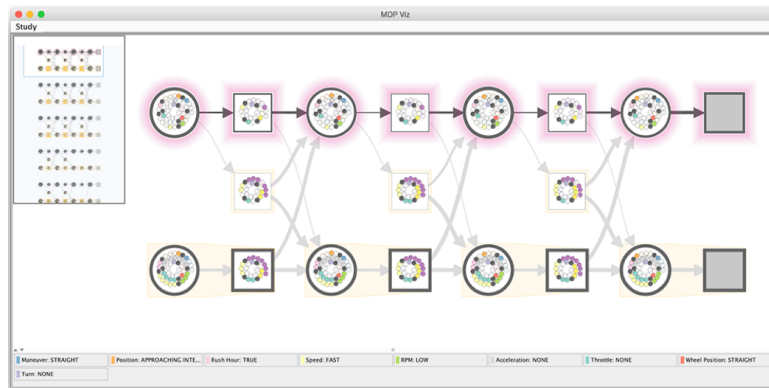 MDP Viz
Study
Maneuver: STRAIGHT
Position: APPROACHING INTE...
Rush Hour: TRUE
Speed: FAST
RPM: LOW
Acceleration: NONE
Throttle: NONE
Wheel Position: STRAIGHT
Turn: NONE